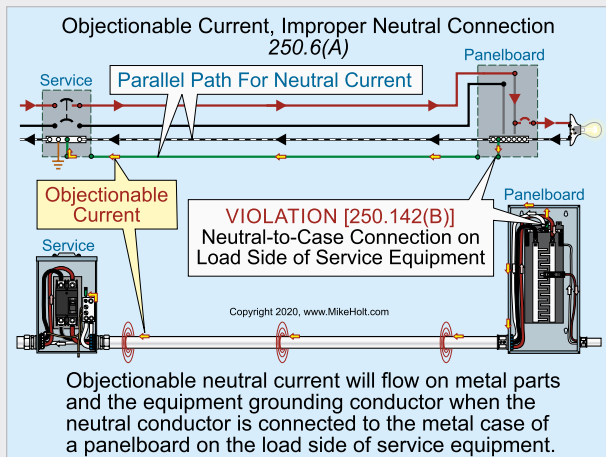 Objectionable Current, Improper Neutral Connection
250.6(A)
Panelboard
Service
Parallel Path For Neutral Current
Objectionable
Current
VIOLATION [250.142(B)]
Neutral-to-Case Connection on
Load Side of Service Equipment
Panelboard
Service
Copyright 2020, www.MikeHolt.com
Objectionable neutral current will flow on metal parts
and the equipment grounding conductor when the
neutral conductor is connected to the metal case of
a panelboard on the load side of service equipment.